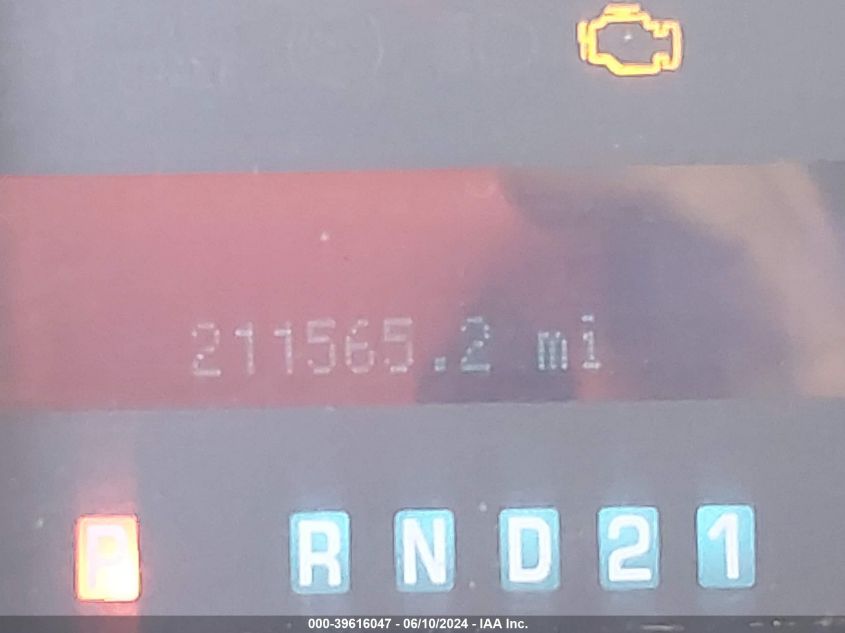 211565.2 mi
P R N D 2 1
000-39616047 - 06/10/2024 - IAA Inc.